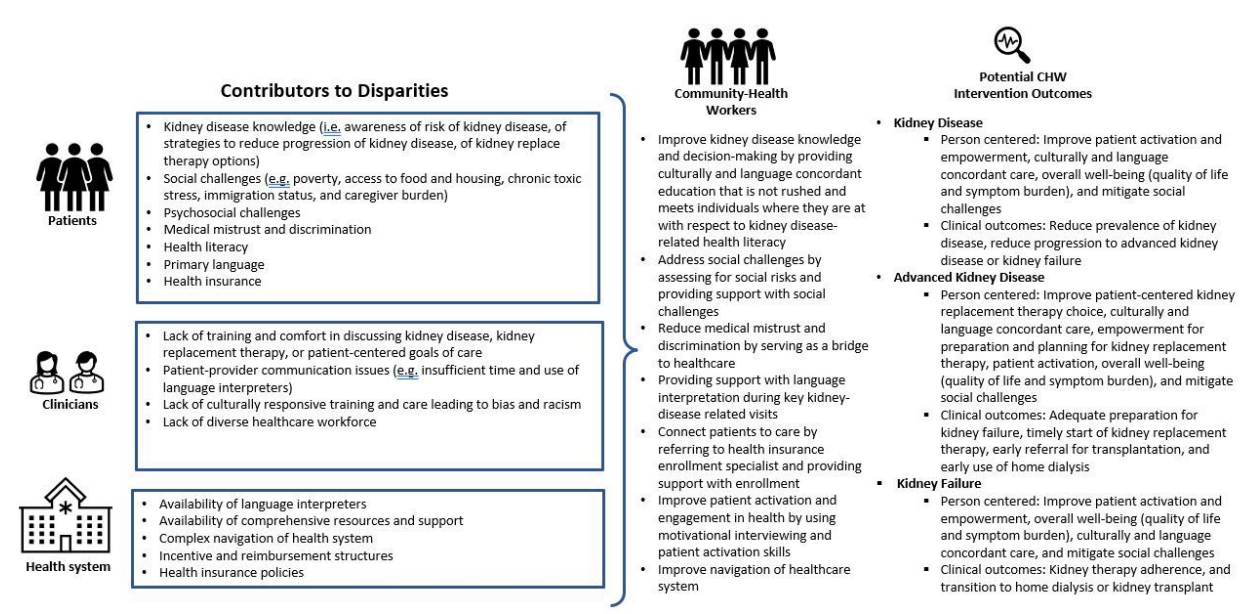 Contributors to Disparities
Patients
• Kidney disease knowledge (i.e. awareness of risk of kidney disease, of
strategies to reduce progression of kidney disease, of kidney replace
therapy options)
• Social challenges (e.g. poverty, access to food and housing, chronic toxic
stress, immigration status, and caregiver burden)
• Psychosocial challenges
• Medical mistrust and discrimination
• Health literacy
• Primary language
• Health insurance
Clinicians
• Lack of training and comfort in discussing kidney disease, kidney
replacement therapy, or patient-centered goals of care
• Patient-provider communication issues (e.g. insufficient time and use of
language interpreters)
• Lack of culturally responsive training and care leading to bias and racism
• Lack of diverse healthcare workforce
Health system
• Availability of language interpreters
• Availability of comprehensive resources and support
• Complex navigation of health system
• Incentive and reimbursement structures
• Health insurance policies
Community-Health
Workers
• Improve kidney disease knowledge
and decision-making by providing
culturally and language concordant
education that is not rushed and
meets individuals where they are at
with respect to kidney disease-
related health literacy
• Address social challenges by
assessing for social risks and
providing support with social
challenges
• Reduce medical mistrust and
discrimination by serving as a bridge
to healthcare
• Providing support with language
interpretation during key kidney-
disease related visits
• Connect patients to care by
referring to health insurance
enrollment specialist and providing
support with enrollment
• Improve patient activation and
engagement in health by using
motivational interviewing and
patient activation skills
• Improve navigation of healthcare
system
Potential CHW
Intervention Outcomes
• Kidney Disease
▪ Person centered: Improve patient activation and
empowerment, culturally and language
concordant care, overall well-being (quality of life
and symptom burden), and mitigate social
challenges
▪ Clinical outcomes: Reduce prevalence of kidney
disease, reduce progression to advanced kidney
disease or kidney failure
• Advanced Kidney Disease
▪ Person centered: Improve patient-centered kidney
replacement therapy choice, culturally and
language concordant care, empowerment for
preparation and planning for kidney replacement
therapy, patient activation, overall well-being
(quality of life and symptom burden), and mitigate
social challenges
▪ Clinical outcomes: Adequate preparation for
kidney failure, timely start of kidney replacement
therapy, early referral for transplantation, and
early use of home dialysis
▪ Kidney Failure
▪ Person centered: Improve patient activation and
empowerment, overall well-being (quality of life
and symptom burden), culturally and language
concordant care, and mitigate social challenges
▪ Clinical outcomes: Kidney therapy adherence, and
transition to home dialysis or kidney transplant